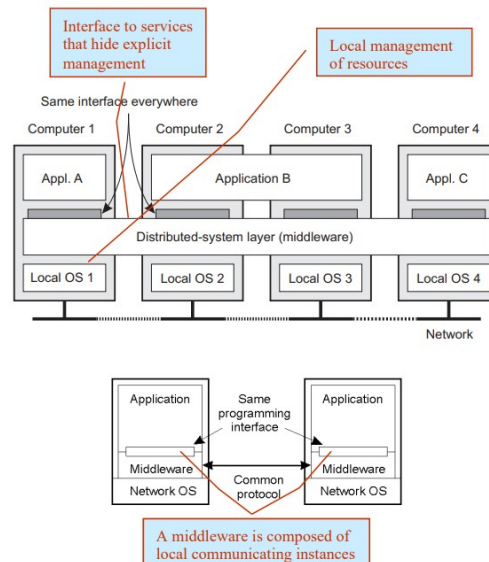 Interface to services
that hide explicit
management
Local management
of resources
Same interface everywhere
Computer 1
Computer 2
Computer 3
Computer 4
Appl. A
Application B
Appl. C
Distributed-system layer (middleware)
Local OS 1
Local OS 2
Local OS 3
Local OS 4
Network
Application
Same
programming
interface
Application
Middleware
Common
protocol
Middleware
Network OS
Network OS
A middleware is composed of
local communicating instances